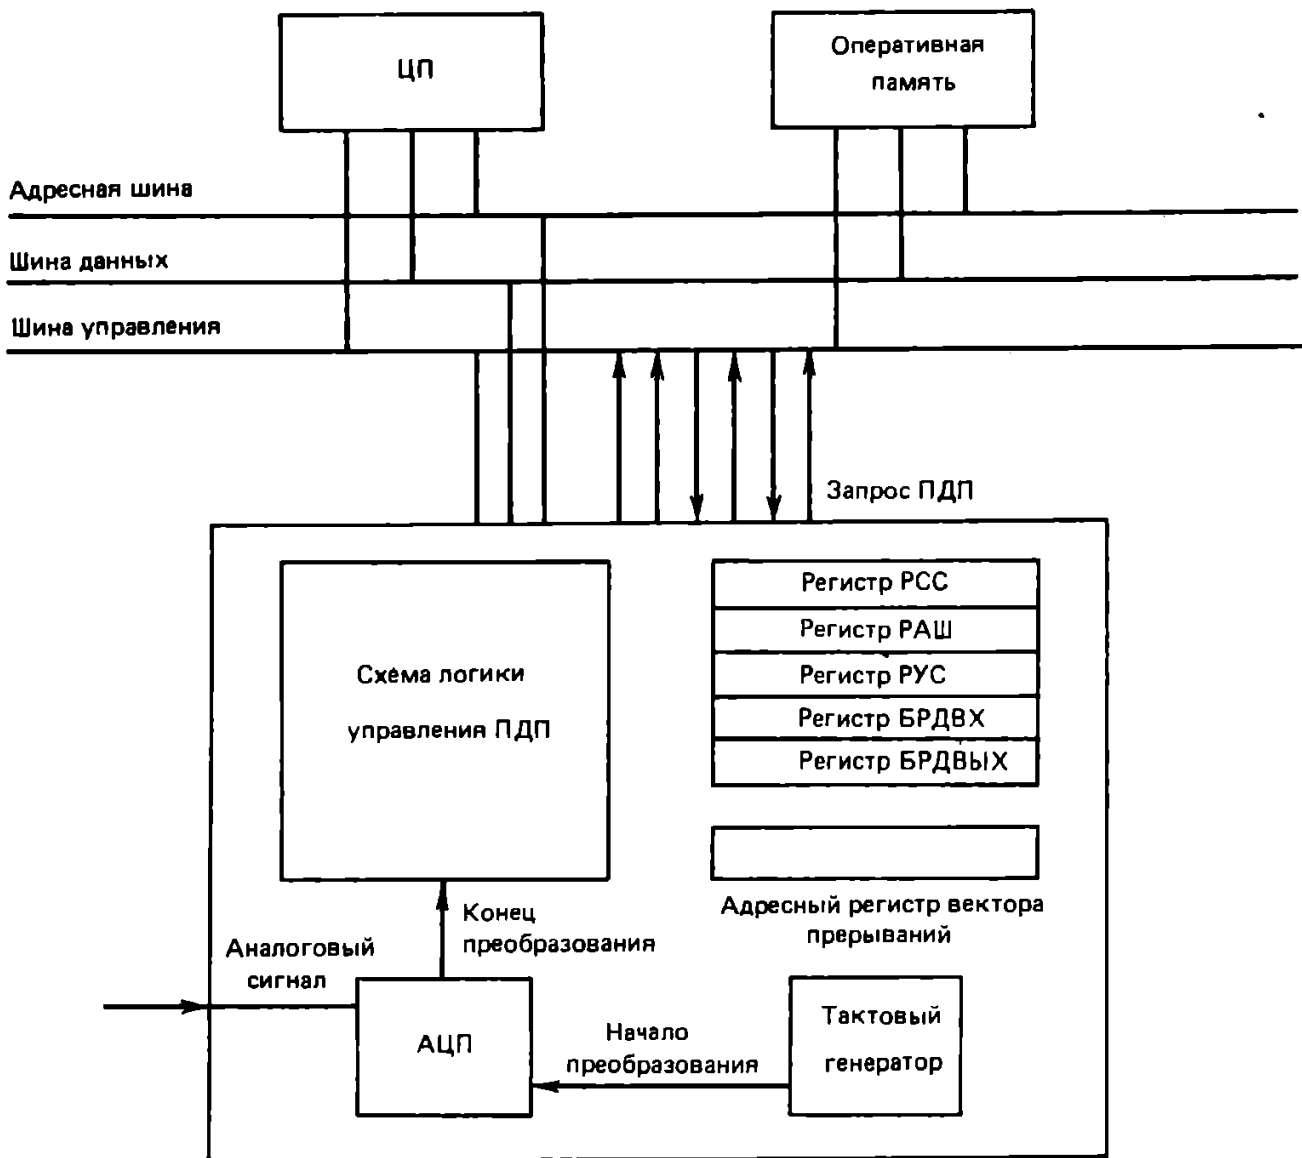 ЦП
Оперативная
память
Адресная шина
Шина данных
Шина управления
Запрос ПДП
Схема логики
управления ПДП
Регистр РСС
Регистр РАШ
Регистр РУС
Регистр БРДВХ
Регистр БРДВЫХ
Адресный регистр вектора
прерываний
Конец
преобразования
Аналоговый
сигнал
АЦП
Начало
преобразования
Тактовый
генератор